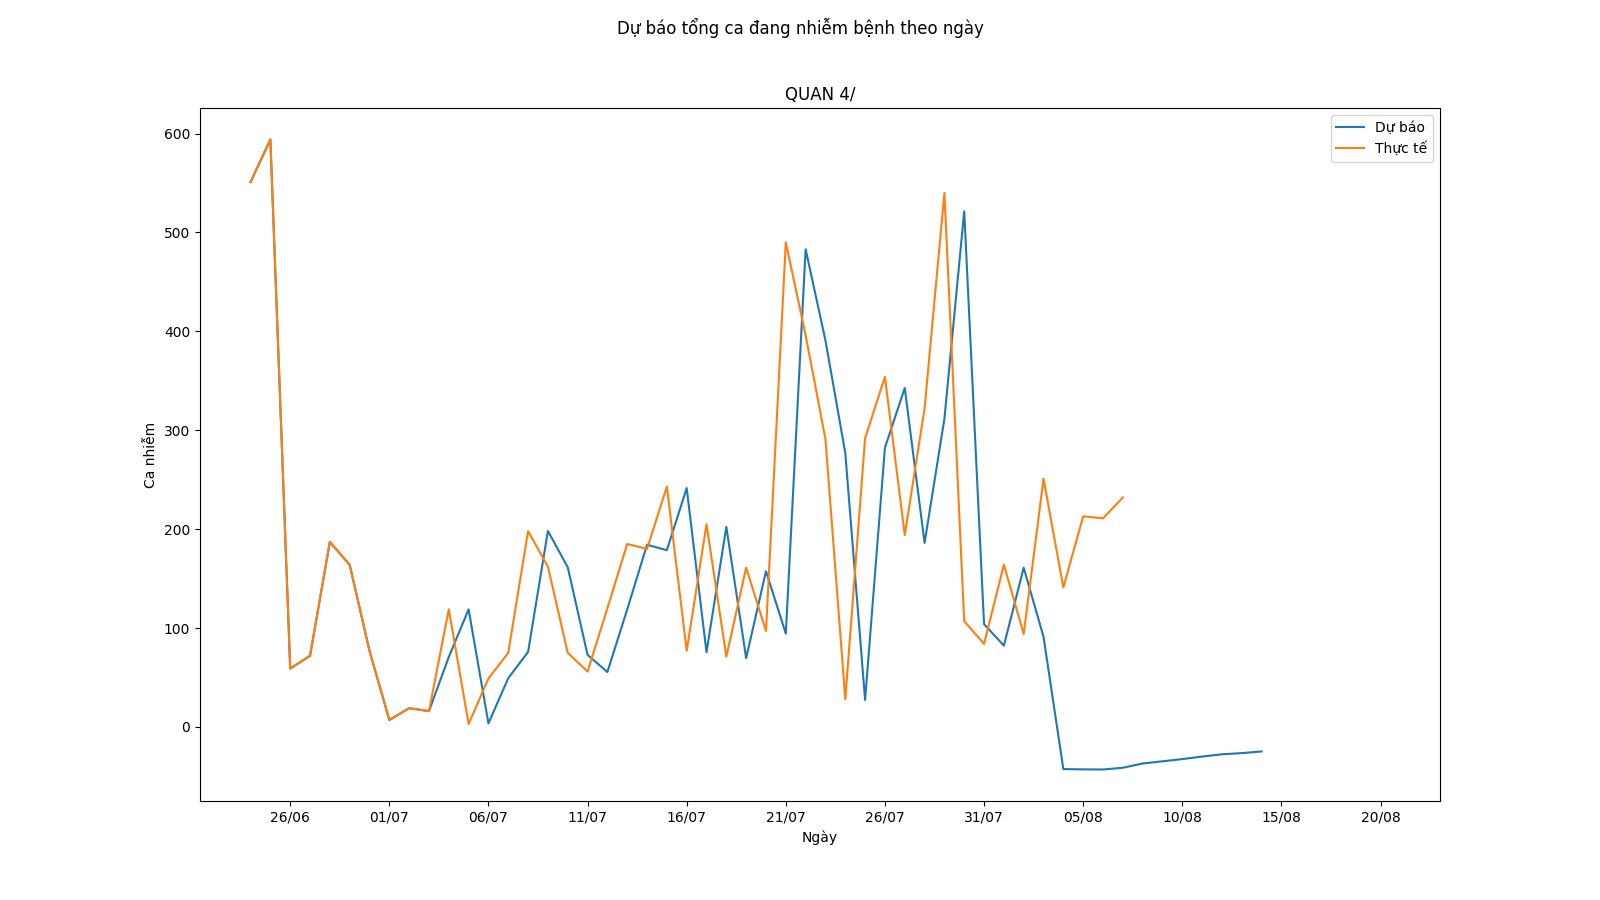 Dự báo tổng ca đang nhiễm bệnh theo ngày
QUAN 4/
Dự báo
Thực tế
600
500
400
300
200
100
0
Ca nhiễm
26/06 01/07 06/07 11/07 16/07 21/07 26/07 31/07 05/08 10/08 15/08 20/08
Ngày